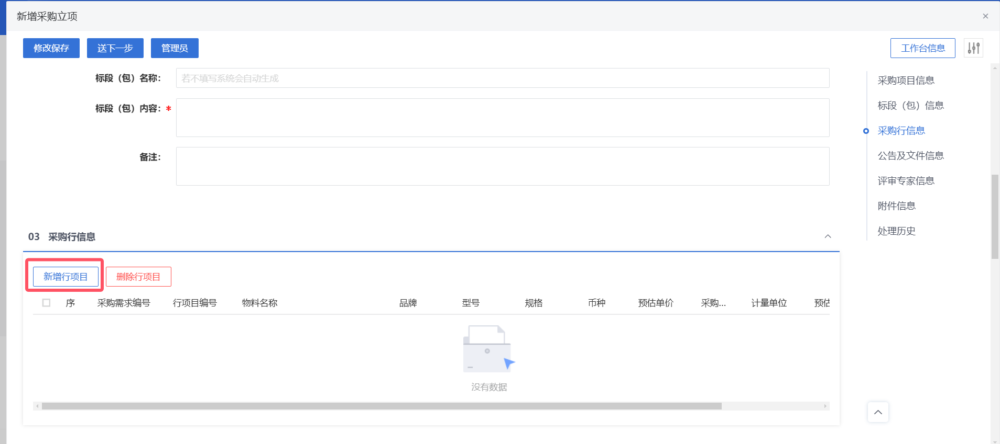 新增采购立项
修改保存 送下一步 管理员 工作台信息
标段（包）名称： 若不填写系统会自动生成
标段（包）内容：*
备注：
采购项目信息
标段（包）信息
采购行信息
公告及文件信息
评审专家信息
附件信息
处理历史
03 采购行信息
新增行项目 删除行项目
序 采购需求编号 行项目编号 物料名称 品牌 型号 规格 币种 预估单价 采购... 计量单位 预估
没有数据